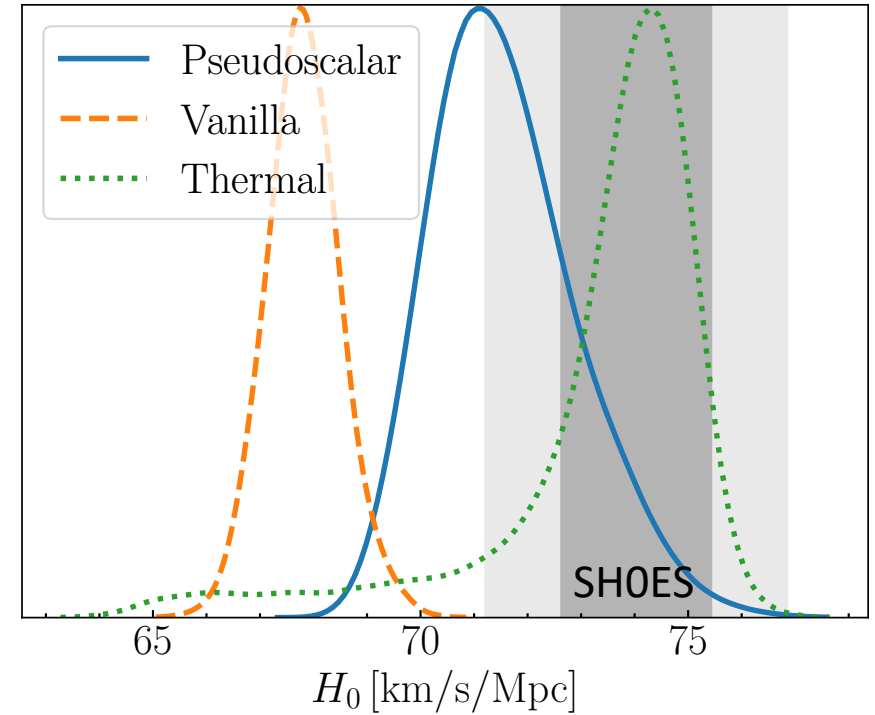 Pseudoscalar
Vanilla
Thermal
SH0ES
65 70 75
H₀ [km/s/Mpc]